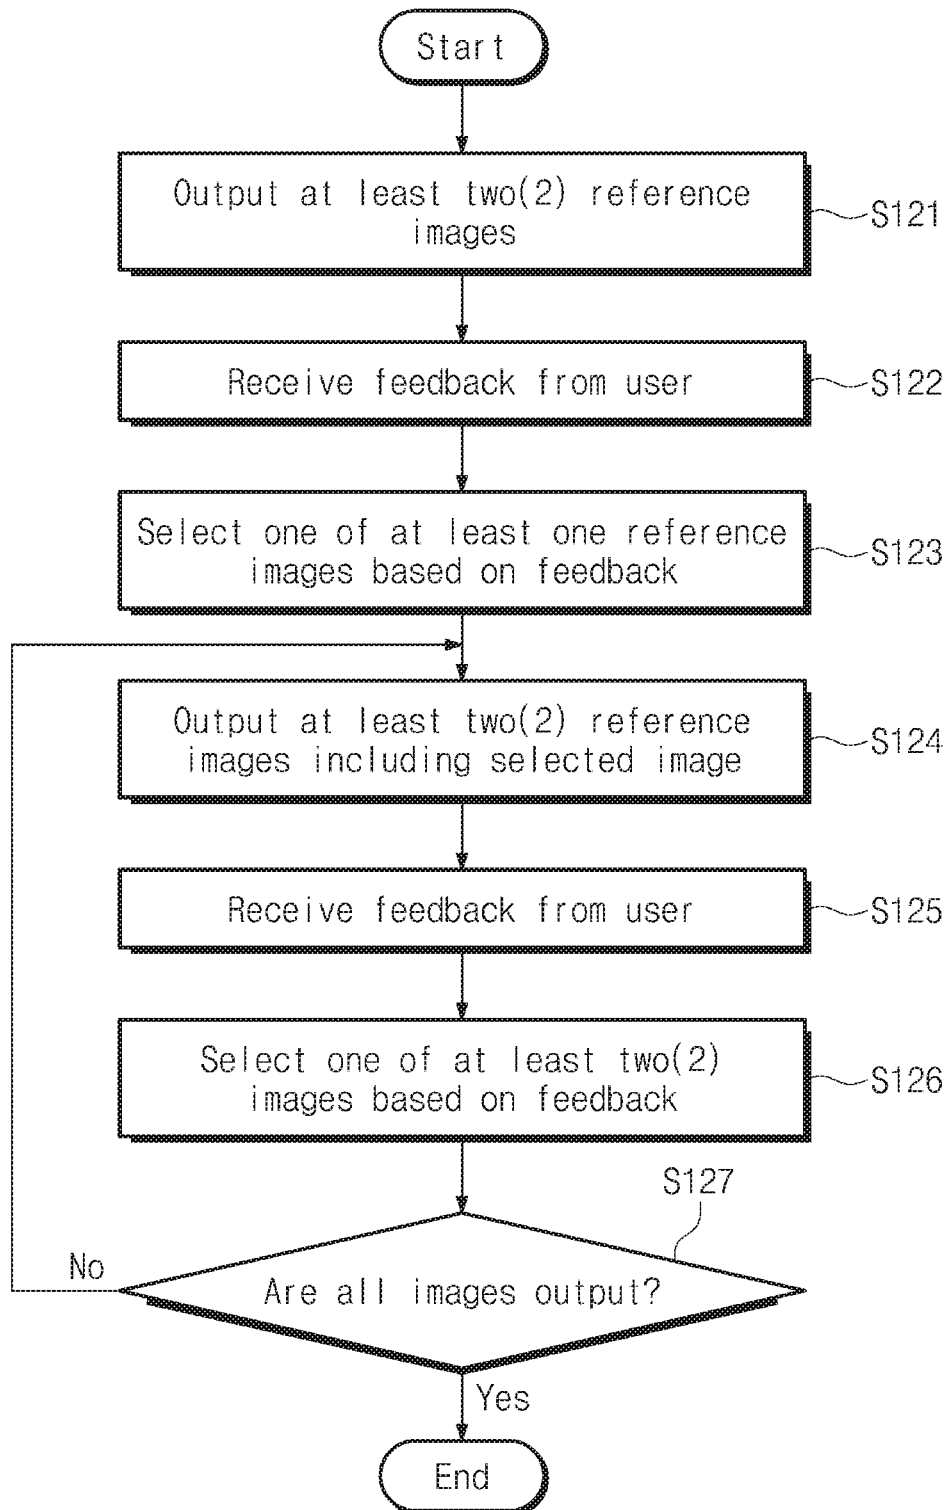 Start
Output at least two(2) reference
images
S121
Receive feedback from user
S122
Select one of at least one reference
images based on feedback
S123
Output at least two(2) reference
images including selected image
S124
Receive feedback from user
S125
Select one of at least two(2)
images based on feedback
S126
S127
Are all images output?
No
Yes
End